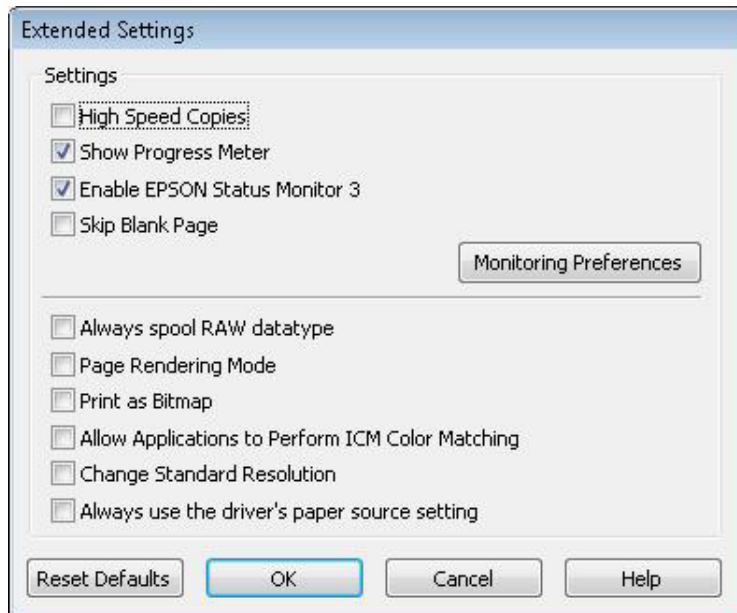 Extended Settings
Settings
High Speed Copies
Show Progress Meter
Enable EPSON Status Monitor 3
Skip Blank Page
Monitoring Preferences
Always spool RAW datatype
Page Rendering Mode
Print as Bitmap
Allow Applications to Perform ICM Color Matching
Change Standard Resolution
Always use the driver's paper source setting
Reset Defaults OK Cancel Help